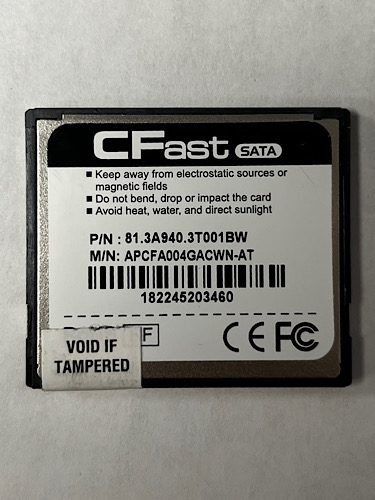 CFast SATA
■ Keep away from electrostatic sources or
magnetic fields
■ Do not bend, drop or impact the card
■ Avoid heat, water, and direct sunlight
P/N : 81.3A940.3T001BW
M/N: APCFA004GACWN-AT
182245203460
F CE FC
VOID IF
TAMPERED